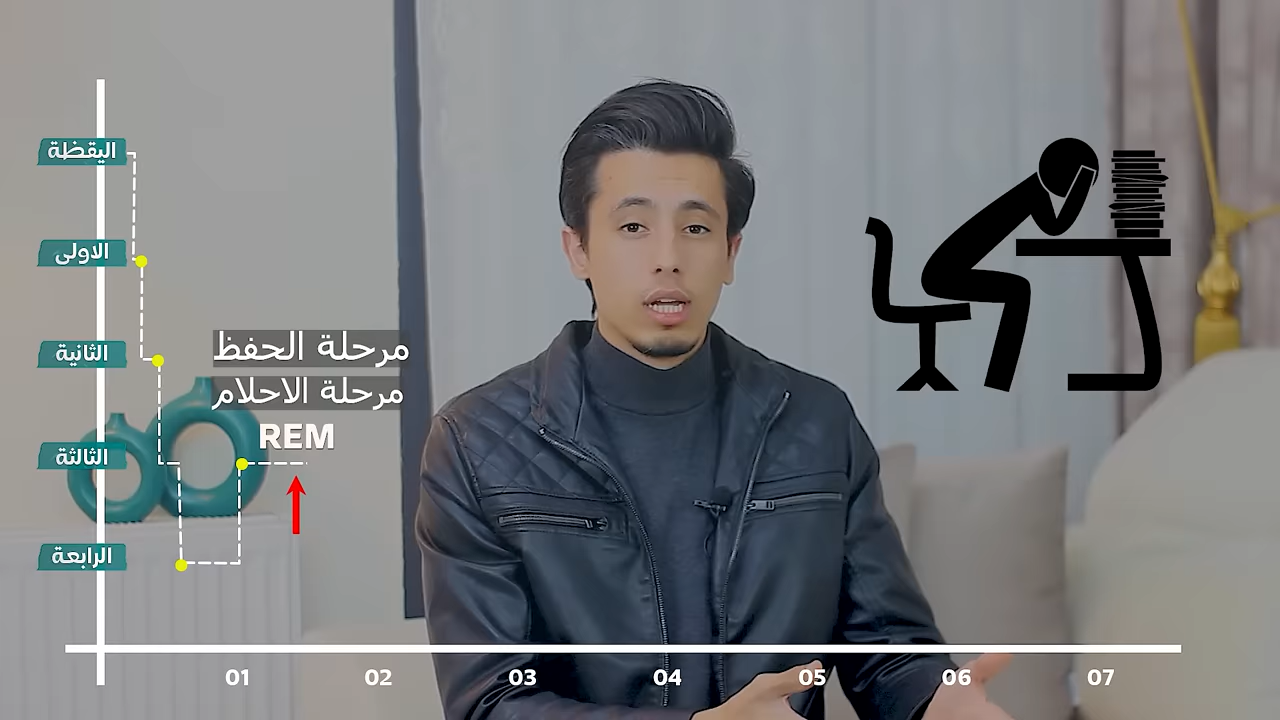 اليقظة
الاولى
الثانية
مرحلة الحفظ
مرحلة الاحلام
REM
الثالثة
الرابعة
01 02 03 04 05 06 07